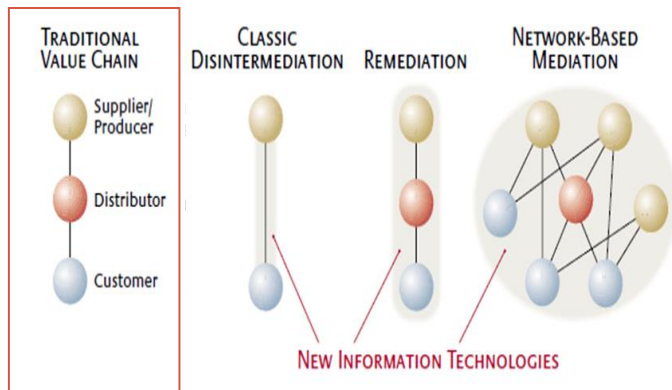 TRADITIONAL
VALUE CHAIN
Supplier/
Producer
Distributor
Customer
CLASSIC
DISINTERMEDIATION
REMEDIATION
NETWORK-BASED
MEDIATION
NEW INFORMATION TECHNOLOGIES